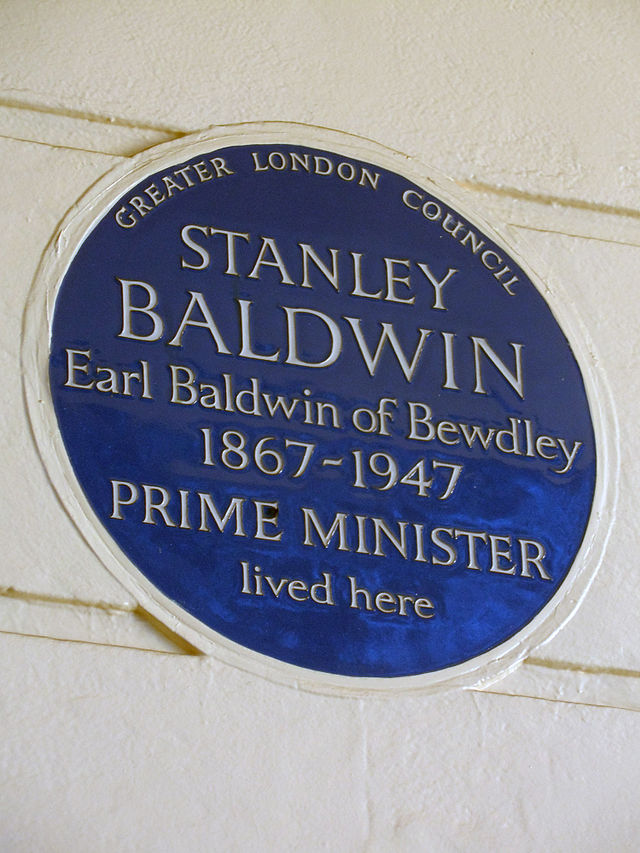 GREATER LONDON COUNCIL
STANLEY
BALDWIN
Earl Baldwin of Bewdley
1867-1947
PRIME MINISTER
lived here